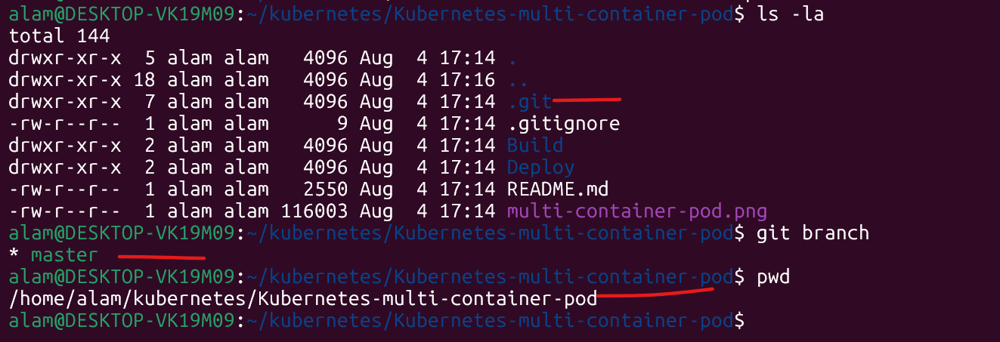 alam@DESKTOP-VK19M09:~/kubernetes/Kubernetes-multi-container-pod$ ls -la
total 144
drwxr-xr-x  5 alam alam   4096 Aug  4 17:14 .
drwxr-xr-x 18 alam alam   4096 Aug  4 17:16 ..
drwxr-xr-x  7 alam alam   4096 Aug  4 17:14 .git
-rw-r--r--  1 alam alam      9 Aug  4 17:14 .gitignore
drwxr-xr-x  2 alam alam   4096 Aug  4 17:14 Build
drwxr-xr-x  2 alam alam   4096 Aug  4 17:14 Deploy
-rw-r--r--  1 alam alam   2550 Aug  4 17:14 README.md
-rw-r--r--  1 alam alam 116003 Aug  4 17:14 multi-container-pod.png
alam@DESKTOP-VK19M09:~/kubernetes/Kubernetes-multi-container-pod$ git branch
* master
alam@DESKTOP-VK19M09:~/kubernetes/Kubernetes-multi-container-pod$ pwd
/home/alam/kubernetes/Kubernetes-multi-container-pod
alam@DESKTOP-VK19M09:~/kubernetes/Kubernetes-multi-container-pod$